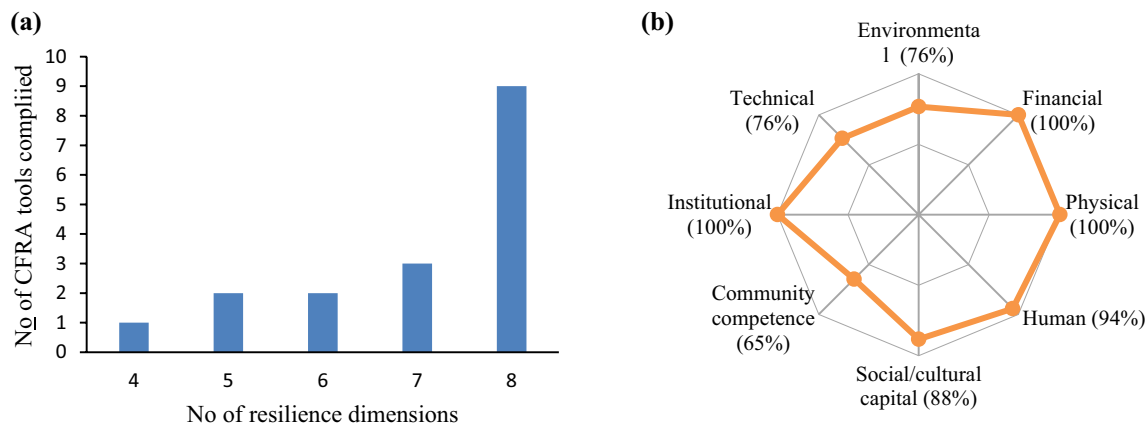 (a)
10
9
8
7
6
5
4
3
2
1
0
No of CFRA tools compliied
4 5 6 7 8
No of resilience dimensions
(b)
Environmenta
l (76%)
Financial
(100%)
Physical
(100%)
Human (94%)
Social/cultural
capital (88%)
Community
competence
(65%)
Institutional
(100%)
Technical
(76%)